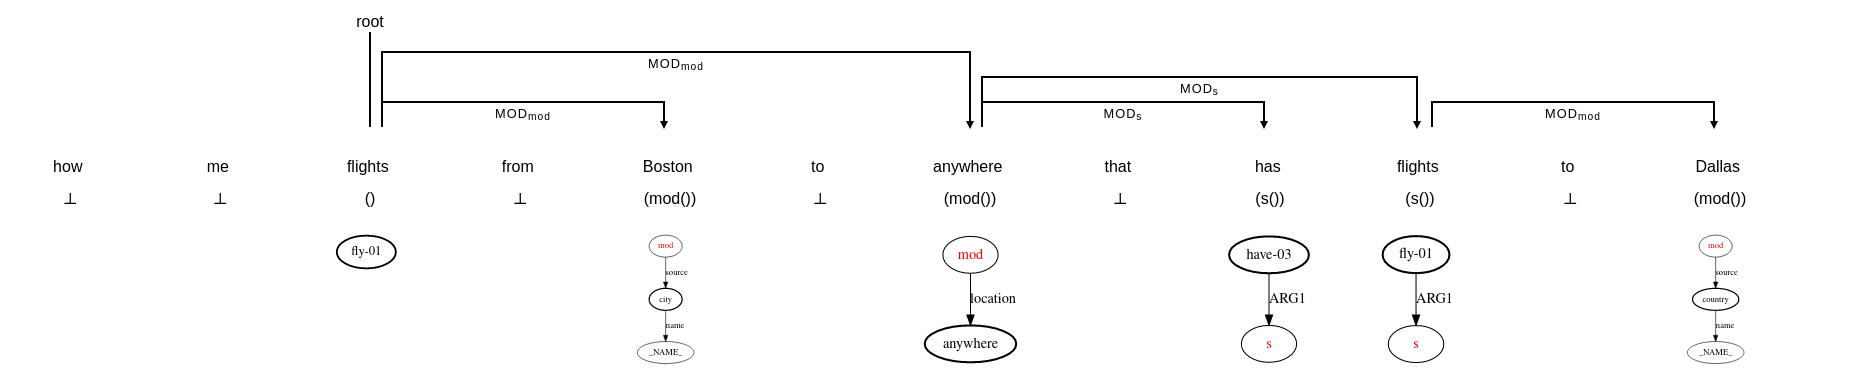 root
MODmod
MODs
MODmod MODs MODmod
how me flights from Boston to anywhere that has flights to Dallas
⊥ ⊥ () ⊥ (mod()) ⊥ (mod()) ⊥ (s()) (s()) ⊥ (mod())
fly-01 mod mod have-03 fly-01 mod
source location ARG1 ARG1 source
city country
name name
_NAME_ anywhere s s _NAME_